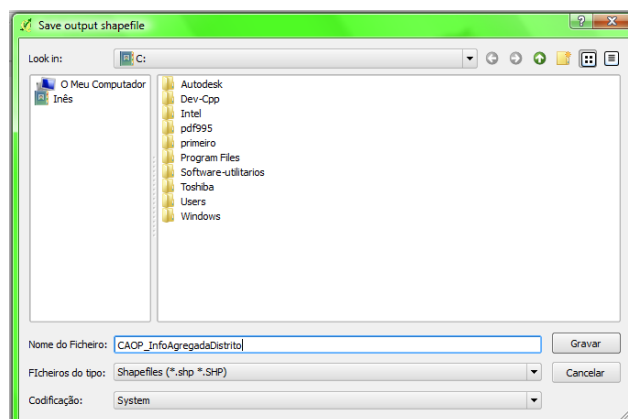 Save output shapefile
Look in:
C:
O Meu Computador
Inês
Autodesk
Dev-Cpp
Intel
pdf995
primeiro
Program Files
Software-utilitarios
Toshiba
Users
Windows
Nome do Ficheiro: CAOP_InfoAgregadaDistrito Gravar
FIcheiros do tipo: Shapefiles (*.shp *.SHP) Cancelar
Codificação: System